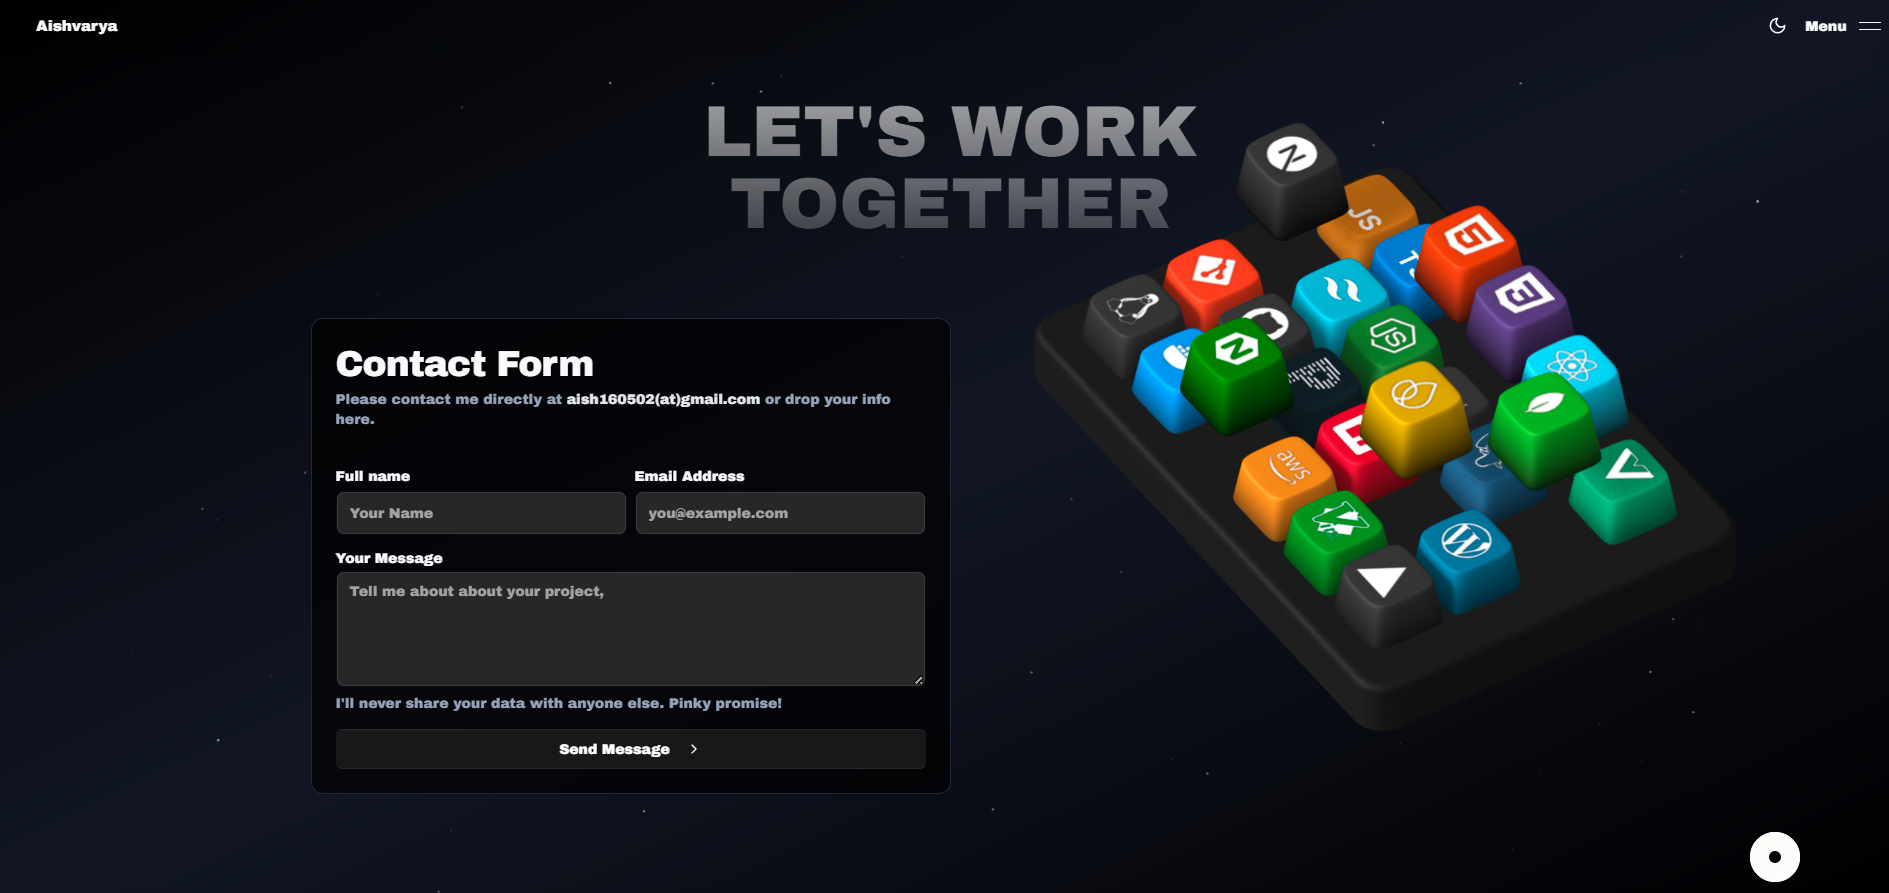 Aishvarya
Menu
LET'S WORK
TOGETHER
Contact Form
Please contact me directly at aish160502(at)gmail.com or drop your info
here.
Full name
Email Address
Your Name
you@example.com
Your Message
Tell me about about your project,
I'll never share your data with anyone else. Pinky promise!
Send Message
JS
JS
aws